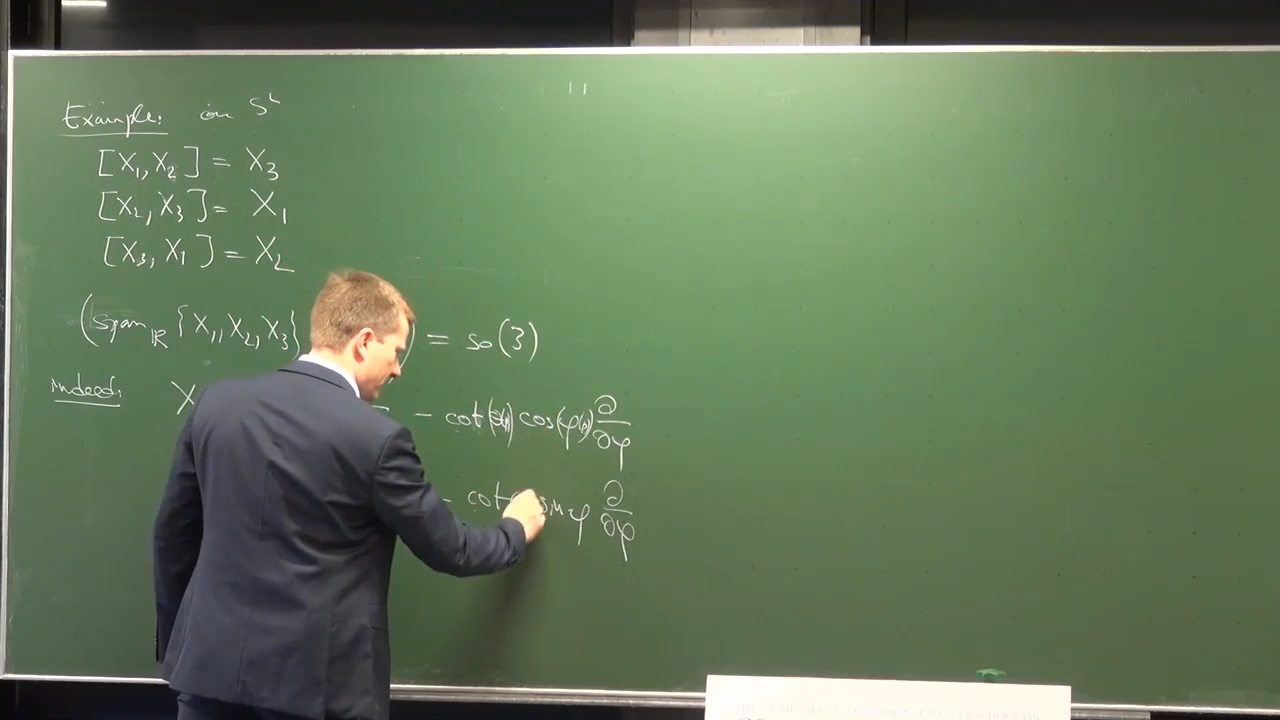 Example: on S²
[X₁, X₂] = X₃
[X₂, X₃] = X₁
[X₃, X₁] = X₂
(span_ℝ {X₁, X₂, X₃} ) = so(3)
indeed: X - cot( ) cos(φ(p)) ∂/∂φ
- cot sin φ ∂/∂φ